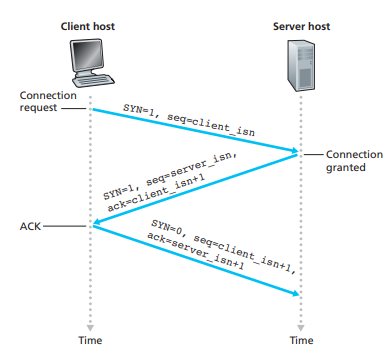 Client host
Server host
Connection
request
SYN=1, seq=client_isn
Connection
granted
SYN=1, seq=server_isn,
ack=client_isn+1
ACK
SYN=0, seq=client_isn+1,
ack=server_isn+1
Time
Time